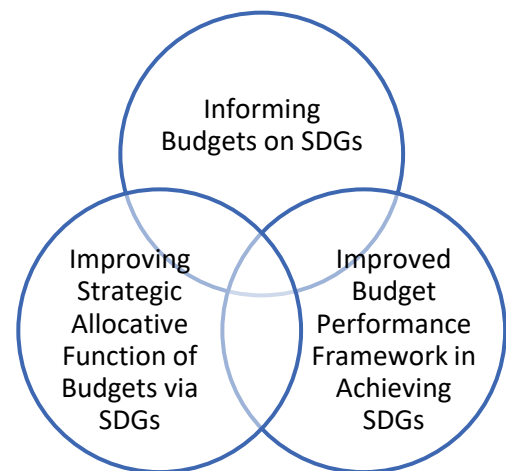 Informing
Budgets on SDGs
Improving
Strategic
Allocative
Function of
Budgets via
SDGs
Improved
Budget
Performance
Framework in
Achieving
SDGs